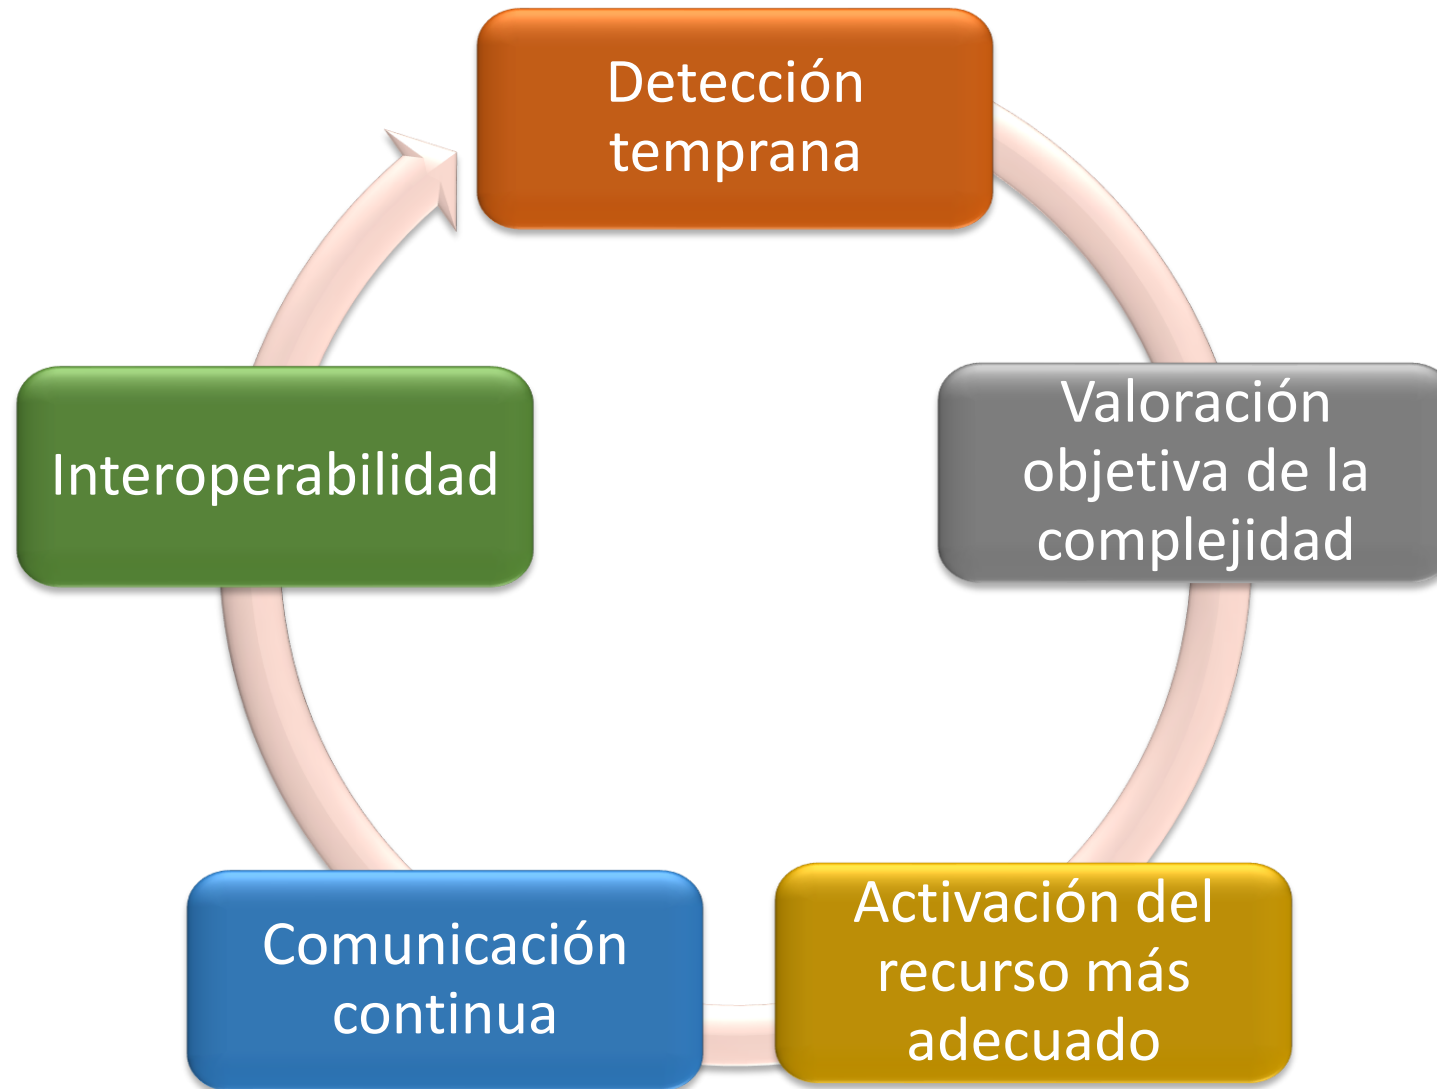 Detección
temprana
Valoración
objetiva de la
complejidad
Activación del
recurso más
adecuado
Comunicación
continua
Interoperabilidad